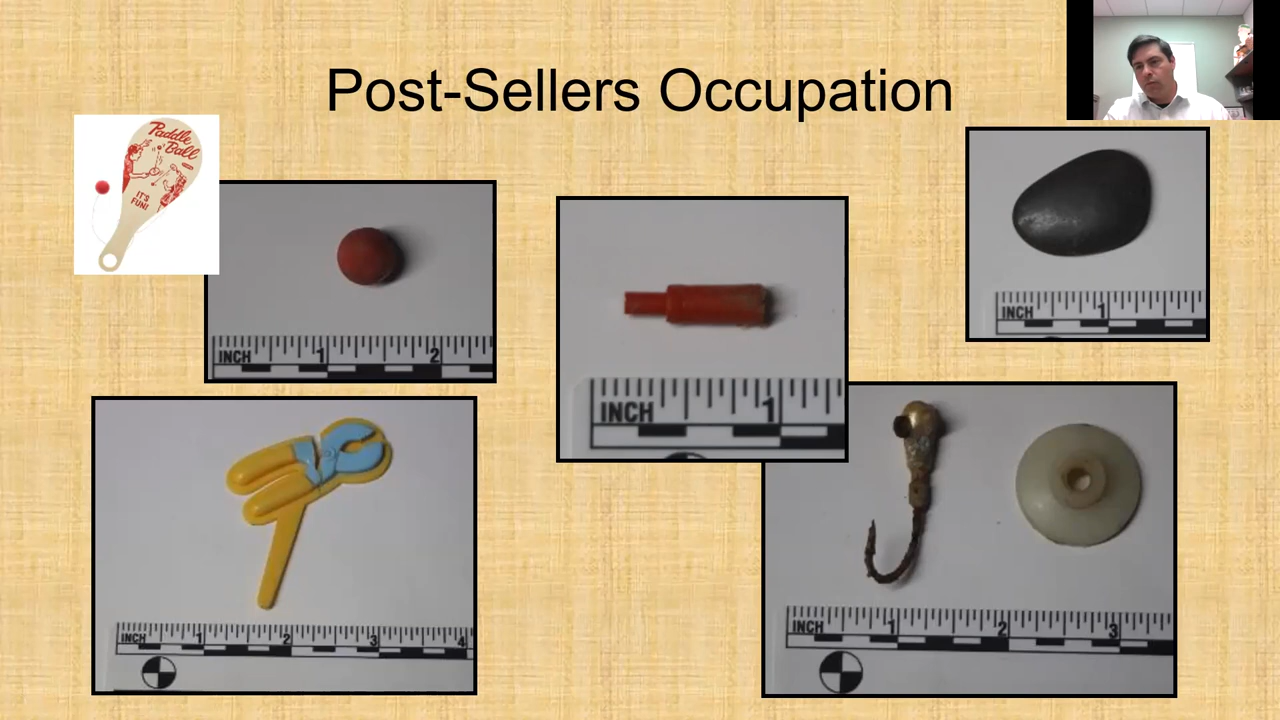 Post-Sellers Occupation
Paddle
Ball
IT'S
FUN!
INCH 1 2
INCH 1
INCH 1
INCH 1 2 3 4
INCH 1 2 3